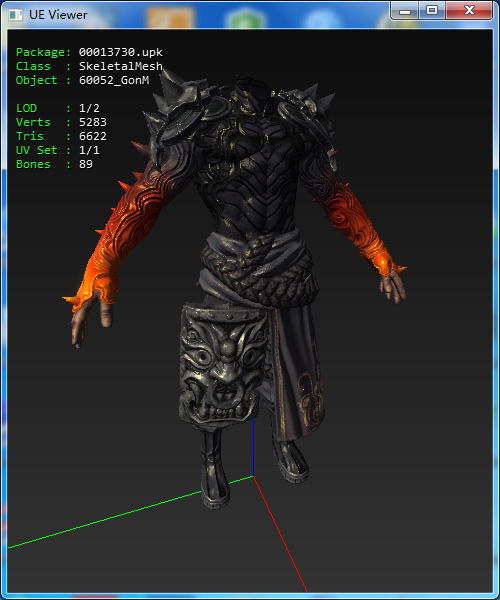 UE Viewer
Package: 00013730.upk
Class  : SkeletalMesh
Object : 60052_GonM
LOD    : 1/2
Verts  : 5283
Tris   : 6622
UV Set : 1/1
Bones  : 89